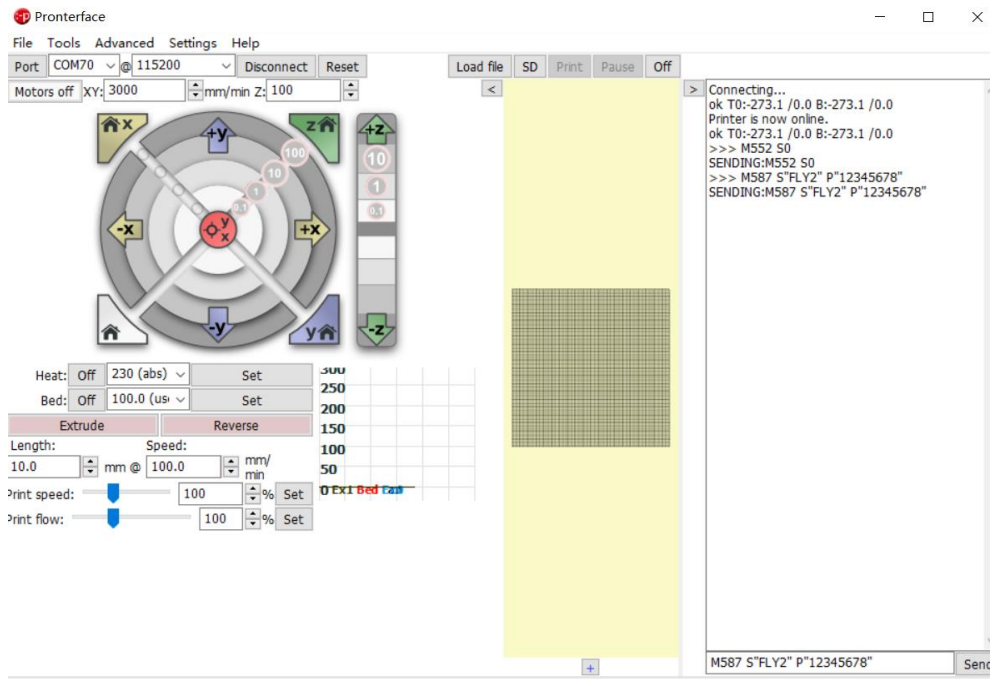 Pronterface
File Tools Advanced Settings Help
Port COM70 @ 115200 Disconnect Reset Load file SD Print Pause Off
Motors off XY: 3000 mm/min Z: 100 < >
x z +y +z
100 10
10 1
1 0.1
0.1
y
x
-x +x
-y y -z
Heat: Off 230 (abs) Set
Bed: Off 100.0 (us Set
Extrude Reverse
Length: Speed:
10.0 mm @ 100.0 mm/
min
Print speed: 100 % Set
Print flow: 100 % Set
300
250
200
150
100
50
0 Ex1 Bed
+
Connecting...
ok T0:-273.1 /0.0 B:-273.1 /0.0
Printer is now online.
ok T0:-273.1 /0.0 B:-273.1 /0.0
>>> M552 S0
SENDING:M552 S0
>>> M587 S"FLY2" P"12345678"
SENDING:M587 S"FLY2" P"12345678"
M587 S"FLY2" P"12345678" Send